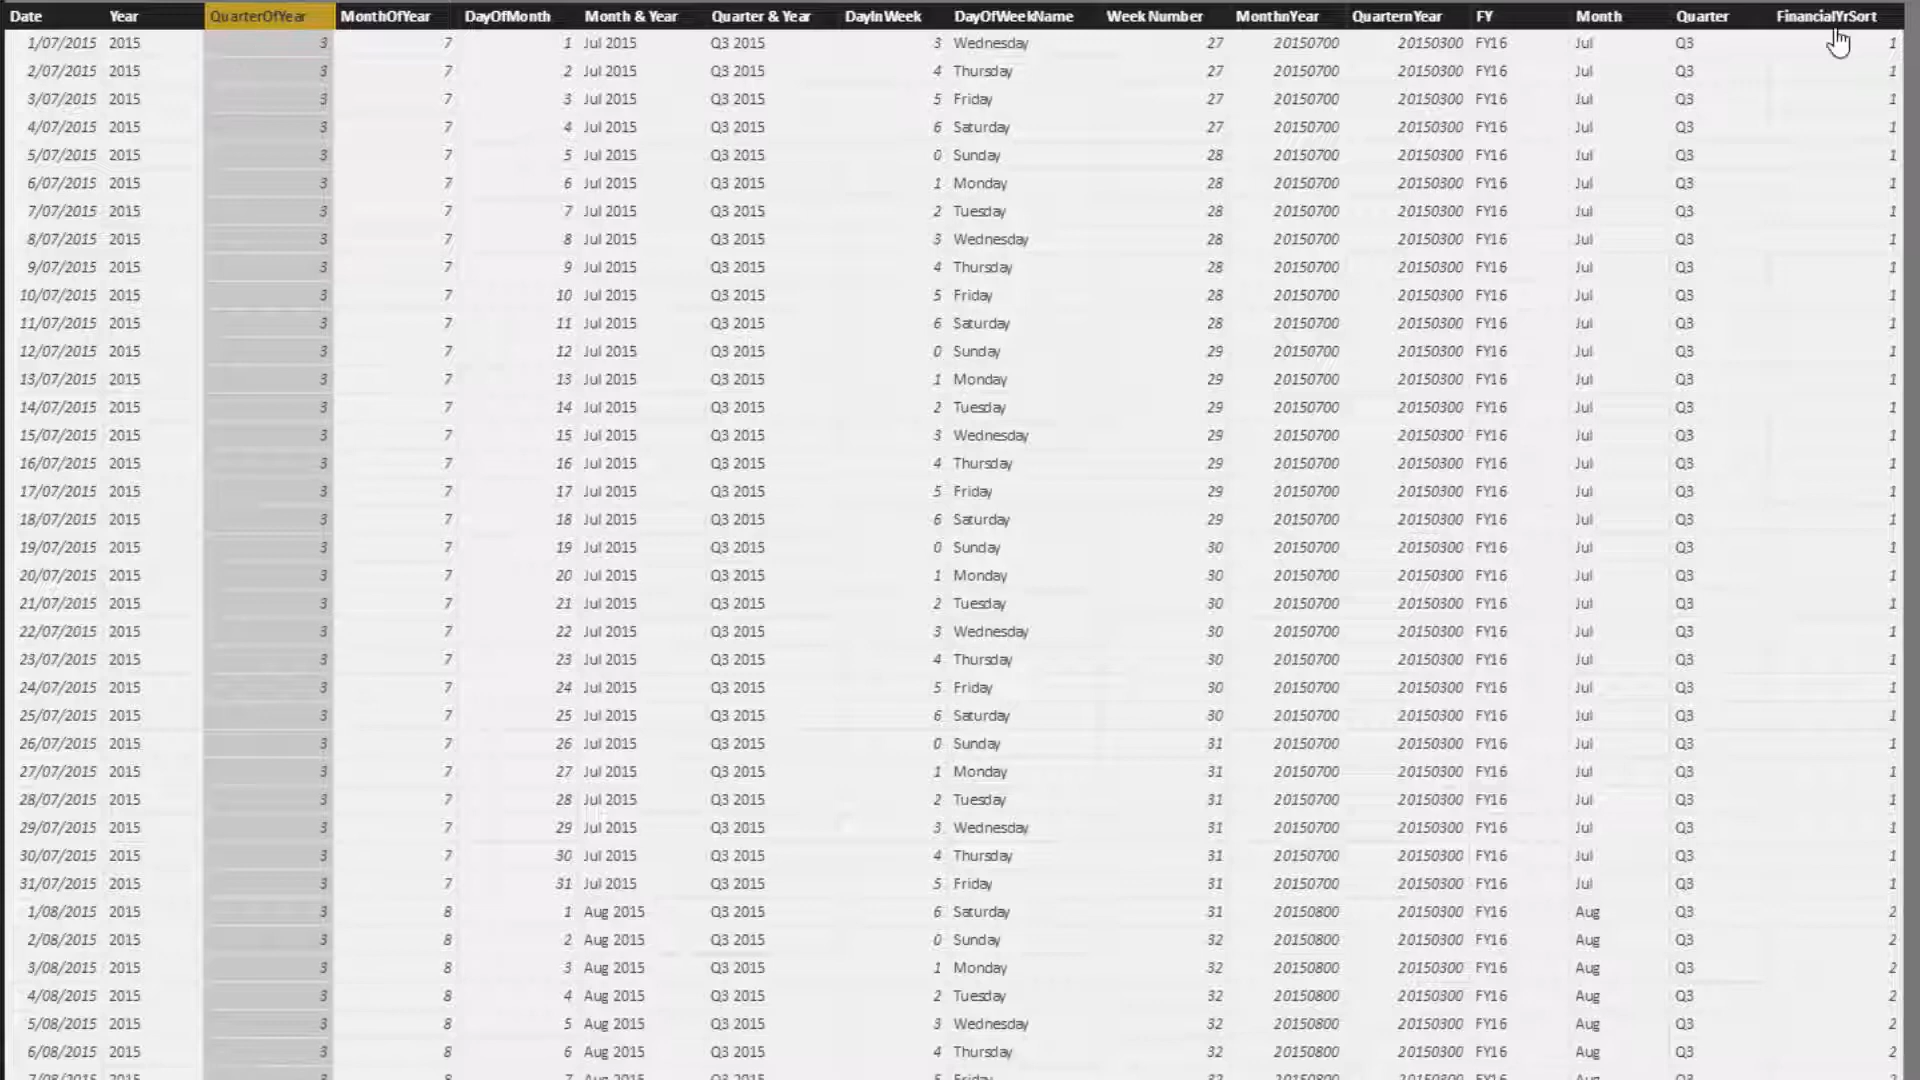 Date Year QuarterOfYear MonthOfYear DayOfMonth Month & Year Quarter & Year DayInWeek DayOfWeekName Week Number MonthnYear QuarternYear FY Month Quarter FinancialYrSort
1/07/2015 2015 3 7 1 Jul 2015 Q3 2015 3 Wednesday 27 20150700 20150300 FY16 Jul Q3 1
2/07/2015 2015 3 7 2 Jul 2015 Q3 2015 4 Thursday 27 20150700 20150300 FY16 Jul Q3 1
3/07/2015 2015 3 7 3 Jul 2015 Q3 2015 5 Friday 27 20150700 20150300 FY16 Jul Q3 1
4/07/2015 2015 3 7 4 Jul 2015 Q3 2015 6 Saturday 27 20150700 20150300 FY16 Jul Q3 1
5/07/2015 2015 3 7 5 Jul 2015 Q3 2015 0 Sunday 28 20150700 20150300 FY16 Jul Q3 1
6/07/2015 2015 3 7 6 Jul 2015 Q3 2015 1 Monday 28 20150700 20150300 FY16 Jul Q3 1
7/07/2015 2015 3 7 7 Jul 2015 Q3 2015 2 Tuesday 28 20150700 20150300 FY16 Jul Q3 1
8/07/2015 2015 3 7 8 Jul 2015 Q3 2015 3 Wednesday 28 20150700 20150300 FY16 Jul Q3 1
9/07/2015 2015 3 7 9 Jul 2015 Q3 2015 4 Thursday 28 20150700 20150300 FY16 Jul Q3 1
10/07/2015 2015 3 7 10 Jul 2015 Q3 2015 5 Friday 28 20150700 20150300 FY16 Jul Q3 1
11/07/2015 2015 3 7 11 Jul 2015 Q3 2015 6 Saturday 28 20150700 20150300 FY16 Jul Q3 1
12/07/2015 2015 3 7 12 Jul 2015 Q3 2015 0 Sunday 29 20150700 20150300 FY16 Jul Q3 1
13/07/2015 2015 3 7 13 Jul 2015 Q3 2015 1 Monday 29 20150700 20150300 FY16 Jul Q3 1
14/07/2015 2015 3 7 14 Jul 2015 Q3 2015 2 Tuesday 29 20150700 20150300 FY16 Jul Q3 1
15/07/2015 2015 3 7 15 Jul 2015 Q3 2015 3 Wednesday 29 20150700 20150300 FY16 Jul Q3 1
16/07/2015 2015 3 7 16 Jul 2015 Q3 2015 4 Thursday 29 20150700 20150300 FY16 Jul Q3 1
17/07/2015 2015 3 7 17 Jul 2015 Q3 2015 5 Friday 29 20150700 20150300 FY16 Jul Q3 1
18/07/2015 2015 3 7 18 Jul 2015 Q3 2015 6 Saturday 29 20150700 20150300 FY16 Jul Q3 1
19/07/2015 2015 3 7 19 Jul 2015 Q3 2015 0 Sunday 30 20150700 20150300 FY16 Jul Q3 1
20/07/2015 2015 3 7 20 Jul 2015 Q3 2015 1 Monday 30 20150700 20150300 FY16 Jul Q3 1
21/07/2015 2015 3 7 21 Jul 2015 Q3 2015 2 Tuesday 30 20150700 20150300 FY16 Jul Q3 1
22/07/2015 2015 3 7 22 Jul 2015 Q3 2015 3 Wednesday 30 20150700 20150300 FY16 Jul Q3 1
23/07/2015 2015 3 7 23 Jul 2015 Q3 2015 4 Thursday 30 20150700 20150300 FY16 Jul Q3 1
24/07/2015 2015 3 7 24 Jul 2015 Q3 2015 5 Friday 30 20150700 20150300 FY16 Jul Q3 1
25/07/2015 2015 3 7 25 Jul 2015 Q3 2015 6 Saturday 30 20150700 20150300 FY16 Jul Q3 1
26/07/2015 2015 3 7 26 Jul 2015 Q3 2015 0 Sunday 31 20150700 20150300 FY16 Jul Q3 1
27/07/2015 2015 3 7 27 Jul 2015 Q3 2015 1 Monday 31 20150700 20150300 FY16 Jul Q3 1
28/07/2015 2015 3 7 28 Jul 2015 Q3 2015 2 Tuesday 31 20150700 20150300 FY16 Jul Q3 1
29/07/2015 2015 3 7 29 Jul 2015 Q3 2015 3 Wednesday 31 20150700 20150300 FY16 Jul Q3 1
30/07/2015 2015 3 7 30 Jul 2015 Q3 2015 4 Thursday 31 20150700 20150300 FY16 Jul Q3 1
31/07/2015 2015 3 7 31 Jul 2015 Q3 2015 5 Friday 31 20150700 20150300 FY16 Jul Q3 1
1/08/2015 2015 3 8 1 Aug 2015 Q3 2015 6 Saturday 31 20150800 20150300 FY16 Aug Q3 2
2/08/2015 2015 3 8 2 Aug 2015 Q3 2015 0 Sunday 32 20150800 20150300 FY16 Aug Q3 2
3/08/2015 2015 3 8 3 Aug 2015 Q3 2015 1 Monday 32 20150800 20150300 FY16 Aug Q3 2
4/08/2015 2015 3 8 4 Aug 2015 Q3 2015 2 Tuesday 32 20150800 20150300 FY16 Aug Q3 2
5/08/2015 2015 3 8 5 Aug 2015 Q3 2015 3 Wednesday 32 20150800 20150300 FY16 Aug Q3 2
6/08/2015 2015 3 8 6 Aug 2015 Q3 2015 4 Thursday 32 20150800 20150300 FY16 Aug Q3 2